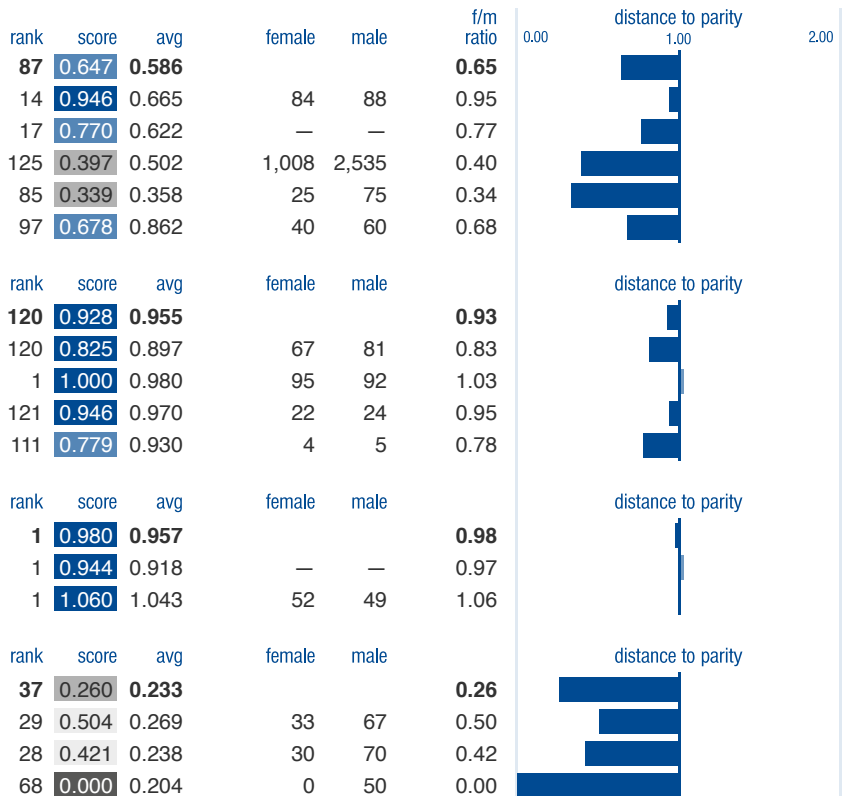 f/m distance to parity
rank score avg female male ratio 0.00 1.00 2.00
87 0.647 0.586 0.65
14 0.946 0.665 84 88 0.95
17 0.770 0.622 — — 0.77
125 0.397 0.502 1,008 2,535 0.40
85 0.339 0.358 25 75 0.34
97 0.678 0.862 40 60 0.68
rank score avg female male distance to parity
120 0.928 0.955 0.93
120 0.825 0.897 67 81 0.83
1 1.000 0.980 95 92 1.03
121 0.946 0.970 22 24 0.95
111 0.779 0.930 4 5 0.78
rank score avg female male distance to parity
1 0.980 0.957 0.98
1 0.944 0.918 — — 0.97
1 1.060 1.043 52 49 1.06
rank score avg female male distance to parity
37 0.260 0.233 0.26
29 0.504 0.269 33 67 0.50
28 0.421 0.238 30 70 0.42
68 0.000 0.204 0 50 0.00